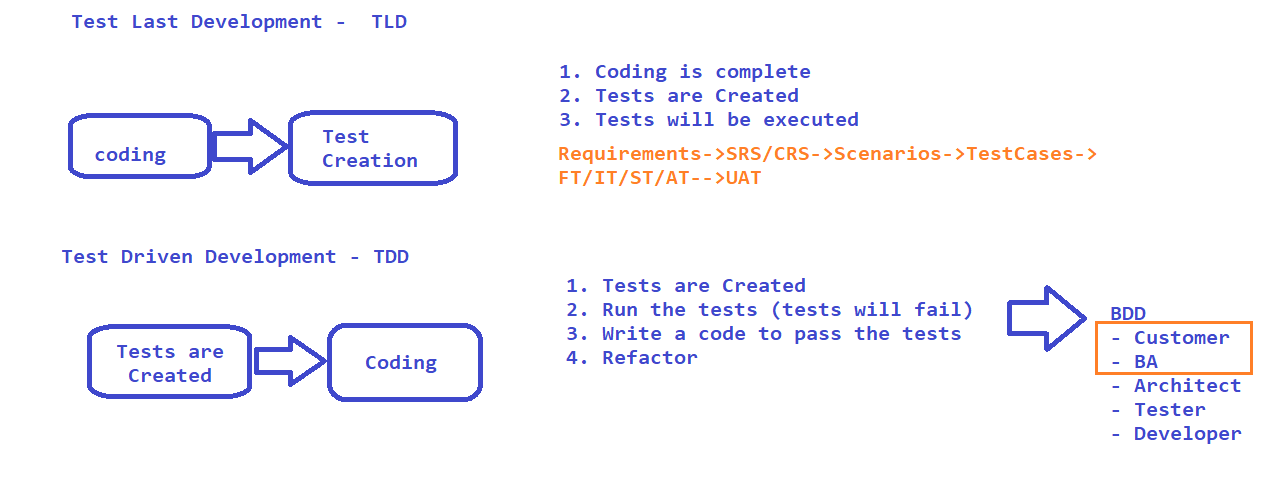 Test Last Development -  TLD
coding
Test
Creation
1. Coding is complete
2. Tests are Created
3. Tests will be executed
Requirements->SRS/CRS->Scenarios->TestCases->
FT/IT/ST/AT-->UAT
Test Driven Development - TDD
Tests are
Created
Coding
1. Tests are Created
2. Run the tests (tests will fail)
3. Write a code to pass the tests
4. Refactor
BDD
- Customer
- BA
- Architect
- Tester
- Developer